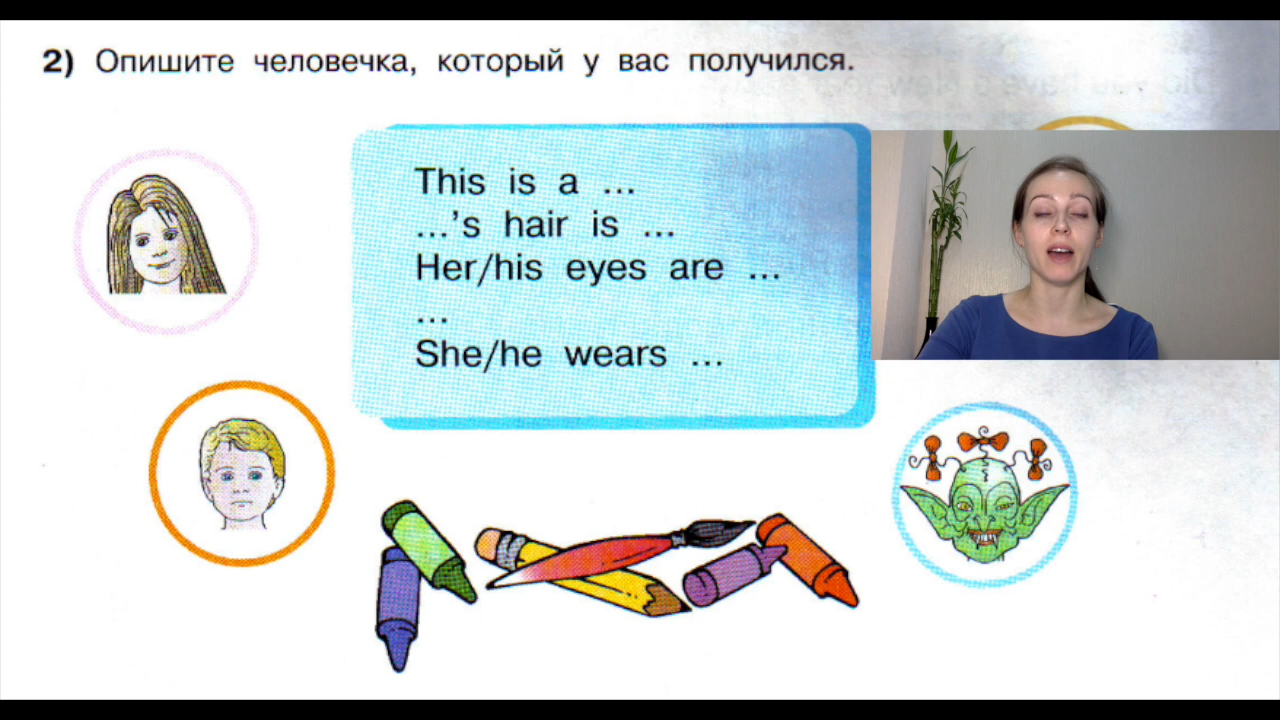 2) Опишите человечка, который у вас получился.
This is a ...
...'s hair is ...
Her/his eyes are ...
...
She/he wears ...